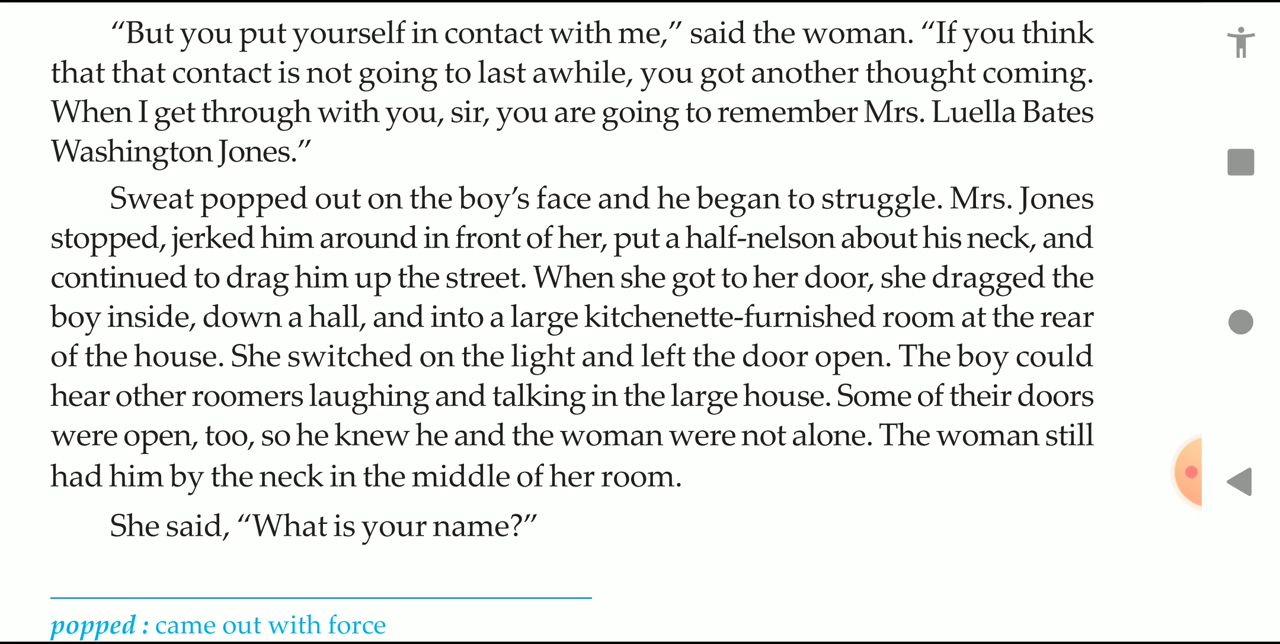 “But you put yourself in contact with me,” said the woman. “If you think
that that contact is not going to last awhile, you got another thought coming.
When I get through with you, sir, you are going to remember Mrs. Luella Bates
Washington Jones.”
Sweat popped out on the boy’s face and he began to struggle. Mrs. Jones
stopped, jerked him around in front of her, put a half-nelson about his neck, and
continued to drag him up the street. When she got to her door, she dragged the
boy inside, down a hall, and into a large kitchenette-furnished room at the rear
of the house. She switched on the light and left the door open. The boy could
hear other roomers laughing and talking in the large house. Some of their doors
were open, too, so he knew he and the woman were not alone. The woman still
had him by the neck in the middle of her room.
She said, “What is your name?”
popped : came out with force